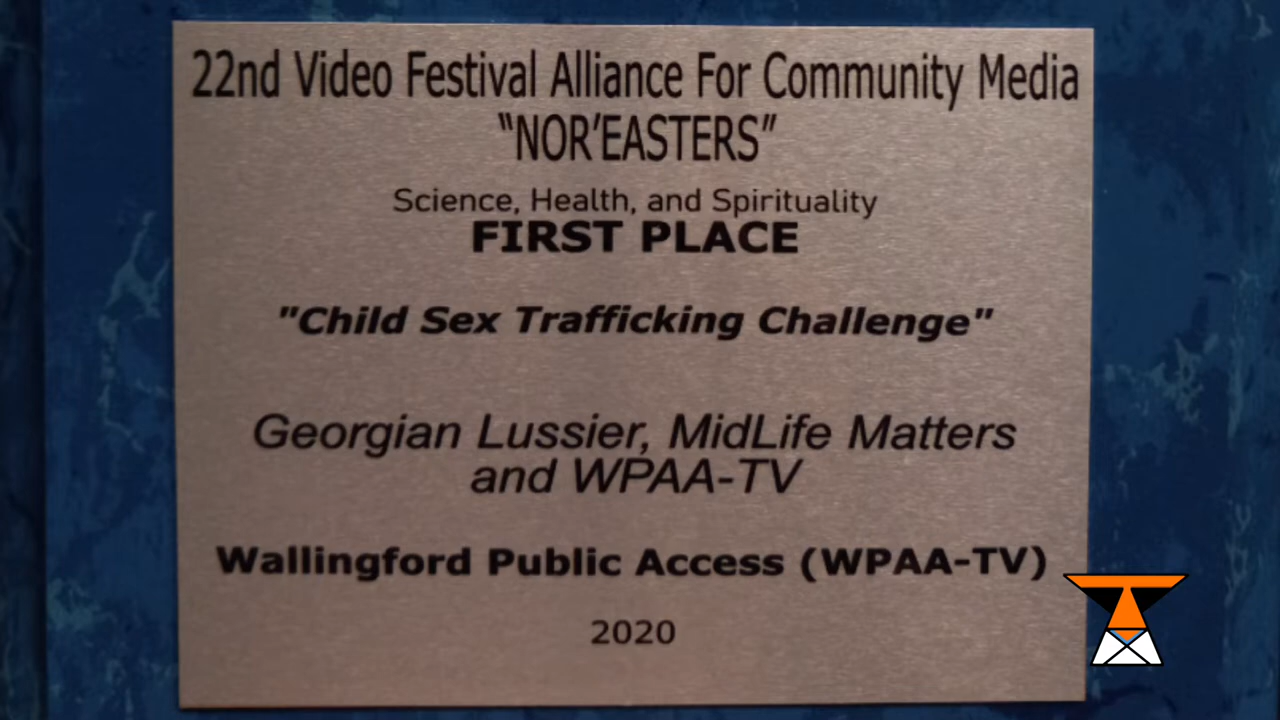 22nd Video Festival Alliance For Community Media
“NOR’EASTERS”
Science, Health, and Spirituality
FIRST PLACE
"Child Sex Trafficking Challenge"
Georgian Lussier, MidLife Matters
and WPAA-TV
Wallingford Public Access (WPAA-TV)
2020